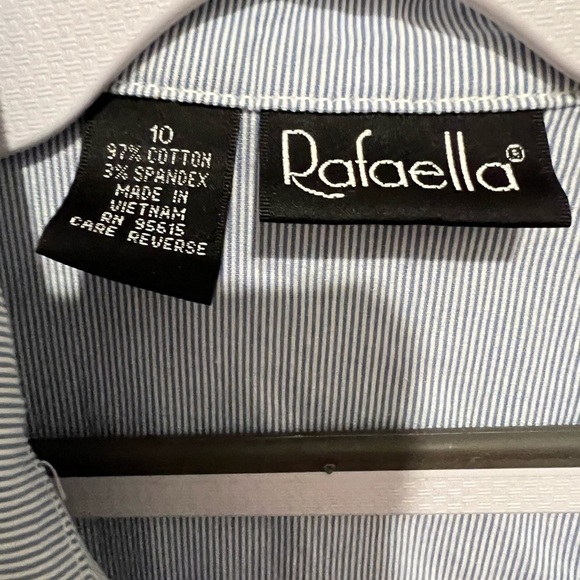 10
97% COTTON
3% SPANDEX
MADE IN
VIETNAM
RN 95615
CARE REVERSE
Rafaella®